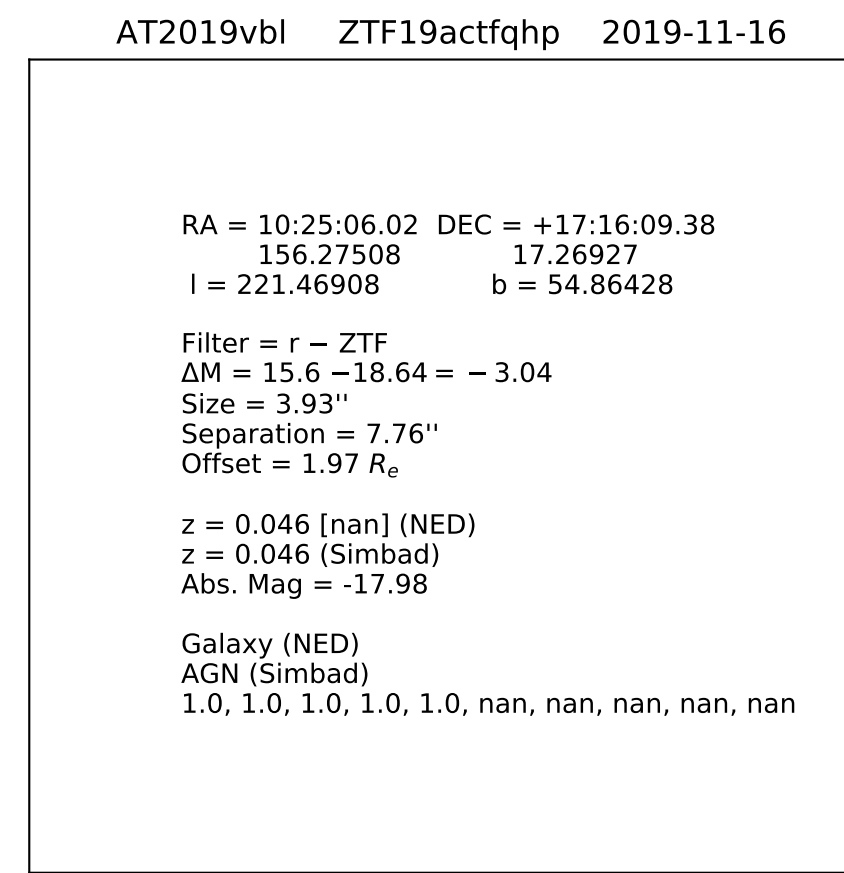 AT2019vbl ZTF19actfqhp 2019-11-16
RA = 10:25:06.02 DEC = +17:16:09.38
156.27508 17.26927
l = 221.46908 b = 54.86428
Filter = r − ZTF
ΔM = 15.6 −18.64 = − 3.04
Size = 3.93''
Separation = 7.76''
Offset = 1.97 Rₑ
z = 0.046 [nan] (NED)
z = 0.046 (Simbad)
Abs. Mag = -17.98
Galaxy (NED)
AGN (Simbad)
1.0, 1.0, 1.0, 1.0, 1.0, nan, nan, nan, nan, nan